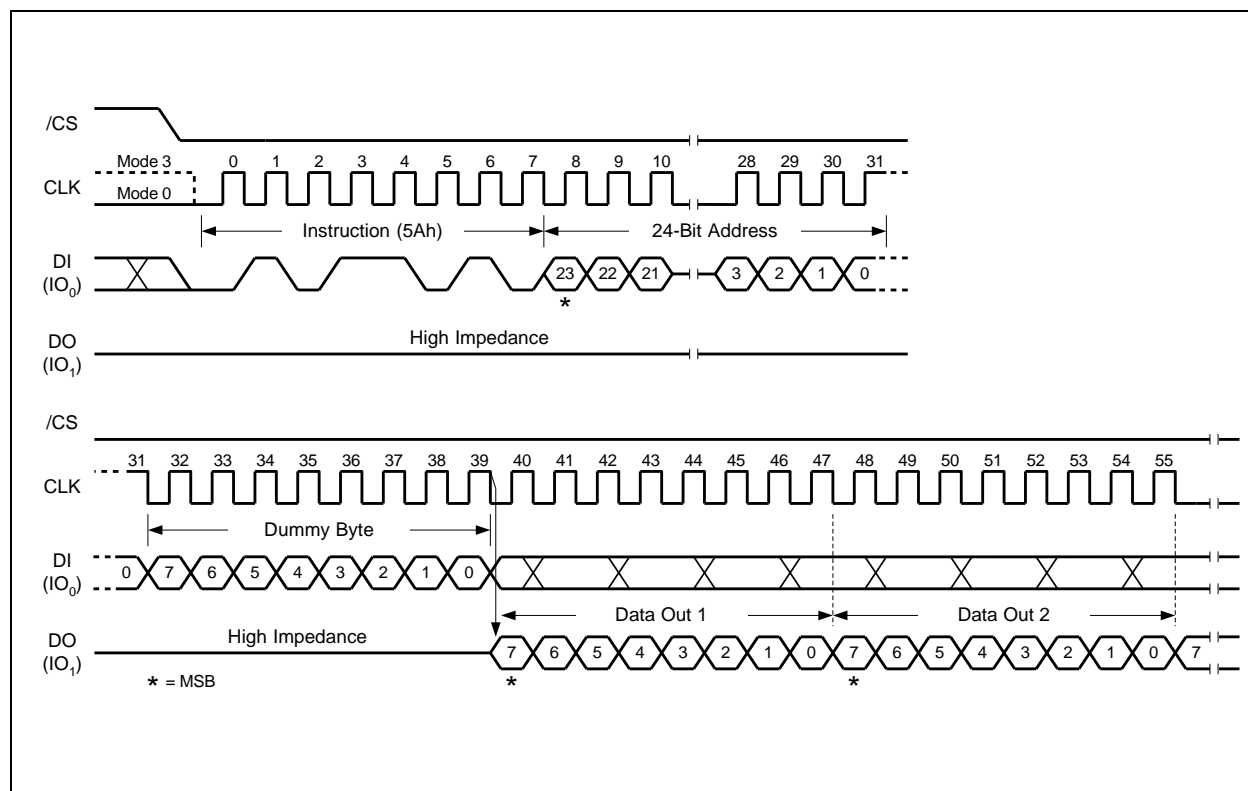 /CS
Mode 3
0 1 2 3 4 5 6 7 8 9 10 28 29 30 31
CLK
Mode 0
Instruction (5Ah)
24-Bit Address
DI
(IO0)
23 22 21 3 2 1 0
*
High Impedance
DO
(IO1)
/CS
31 32 33 34 35 36 37 38 39 40 41 42 43 44 45 46 47 48 49 50 51 52 53 54 55
CLK
Dummy Byte
DI
(IO0)
0 7 6 5 4 3 2 1 0
Data Out 1
Data Out 2
High Impedance
DO
(IO1)
7 6 5 4 3 2 1 0 7 6 5 4 3 2 1 0 7
* = MSB
* *